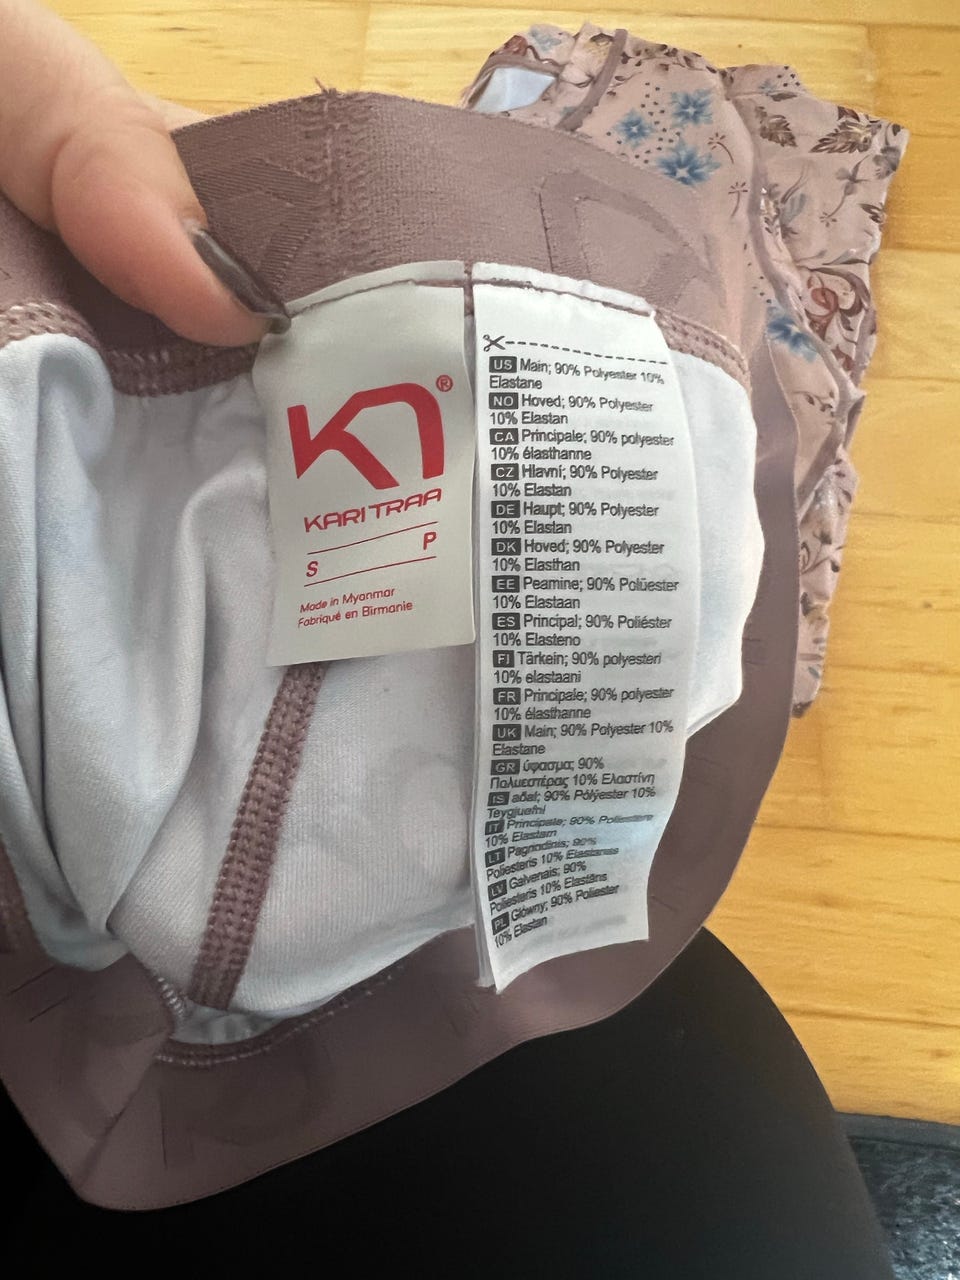 KARI TRAA
®
S P
Made in Myanmar
Fabriqué en Birmanie
US Main; 90% Polyester 10%
Elastane
NO Hoved; 90% Polyester
10% Elastan
CA Principale; 90% polyester
10% élasthanne
CZ Hlavní; 90% Polyester
10% Elastan
DE Haupt; 90% Polyester
10% Elastan
DK Hoved; 90% Polyester
10% Elasthan
EE Peamine; 90% Polüester
10% Elastaan
ES Principal; 90% Poliéster
10% Elasteno
FI Tärkein; 90% polyesteri
10% elastaani
FR Principale; 90% polyester
10% élasthanne
UK Main; 90% Polyester 10%
Elastane
GR ύφασμα; 90%
Πολυεστέρας 10% Ελαστίνη
IS aðal; 90% Pólýester 10%
Teygjuefni
IT Principale; 90% Poliestere
10% Elastam
LT Pagrindinis; 90%
Poliesteris 10% Elastanas
LV Galvenais; 90%
Poliesteris 10% Elastāns
PL Główny; 90% Poliester
10% Elastan